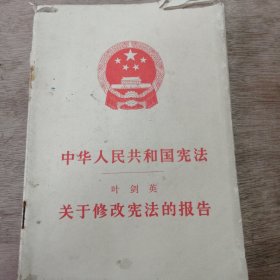 中华人民共和国宪法
叶剑英
关于修改宪法的报告